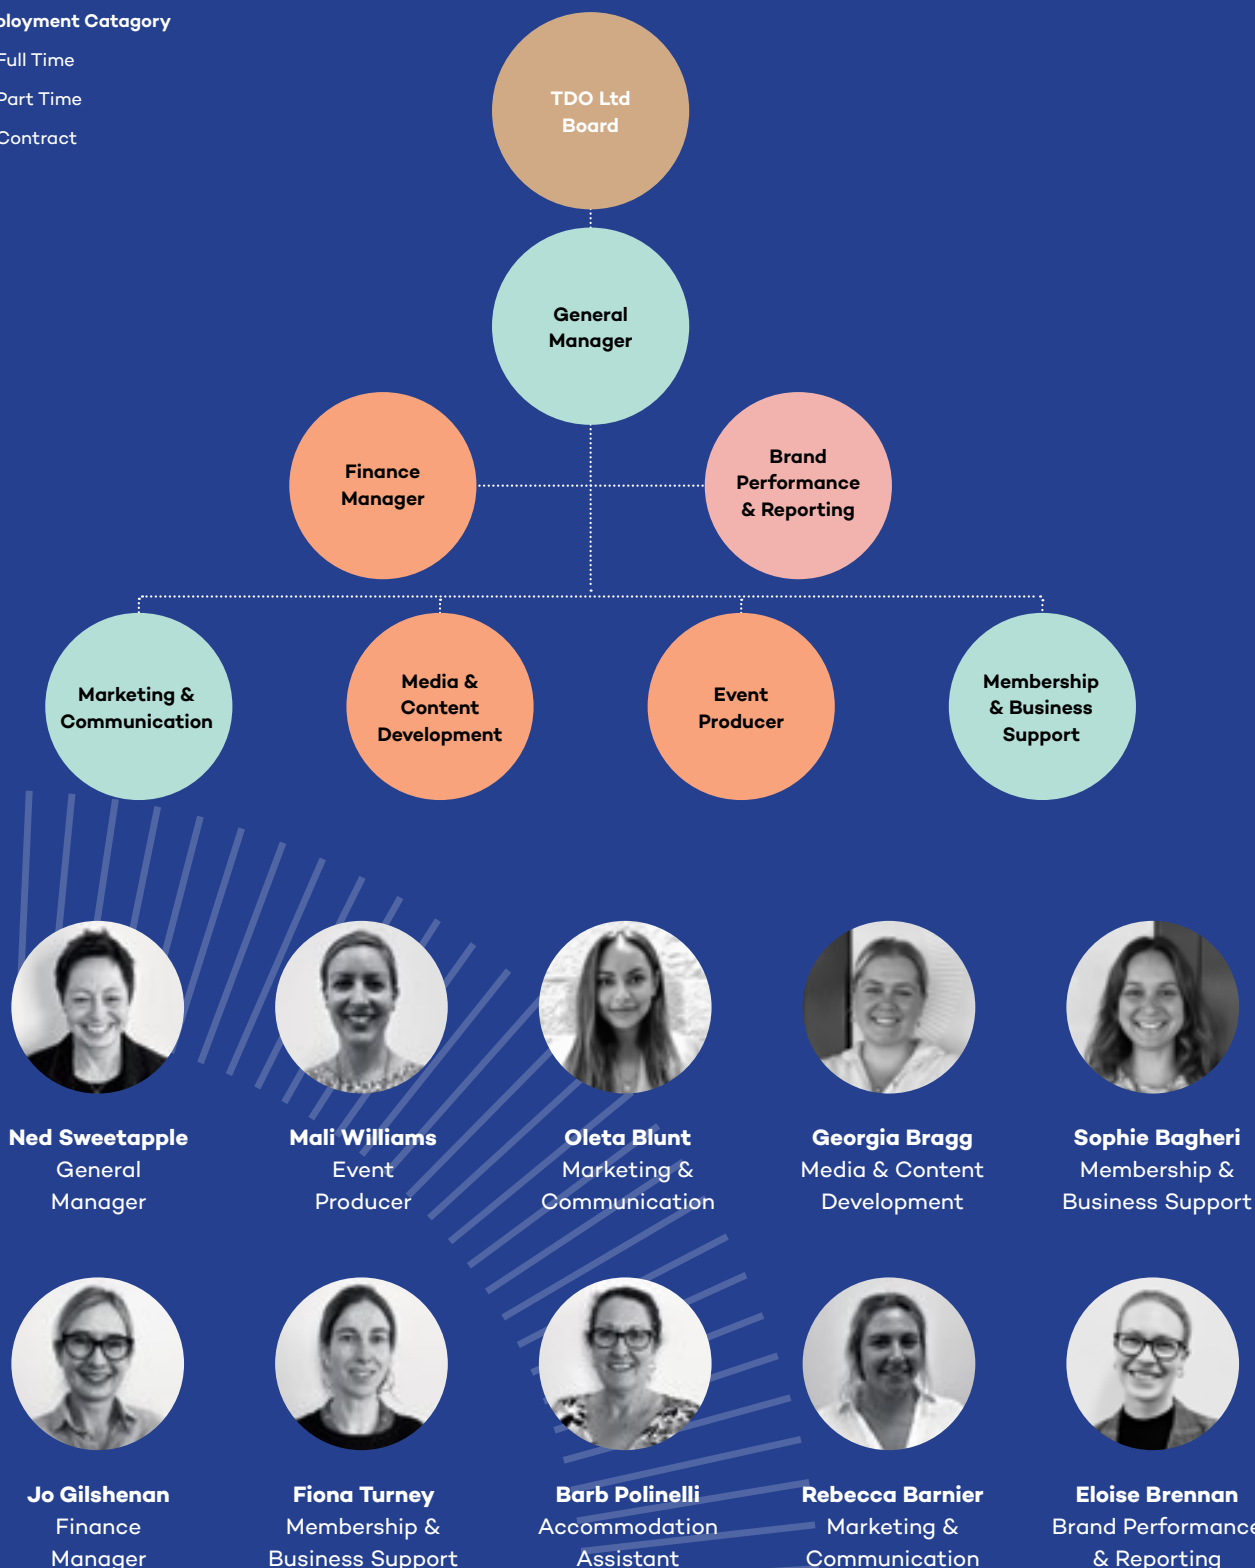 ployment Catagory
Full Time
Part Time
Contract
TDO Ltd
Board
General
Manager
Finance
Manager
Brand
Performance
& Reporting
Marketing &
Communication
Media &
Content
Development
Event
Producer
Membership
& Business
Support
Ned Sweetapple
General
Manager
Mali Williams
Event
Producer
Oleta Blunt
Marketing &
Communication
Georgia Bragg
Media & Content
Development
Sophie Bagheri
Membership &
Business Support
Jo Gilshenan
Finance
Manager
Fiona Turney
Membership &
Business Support
Barb Polinelli
Accommodation
Assistant
Rebecca Barnier
Marketing &
Communication
Eloise Brennan
Brand Performance
& Reporting